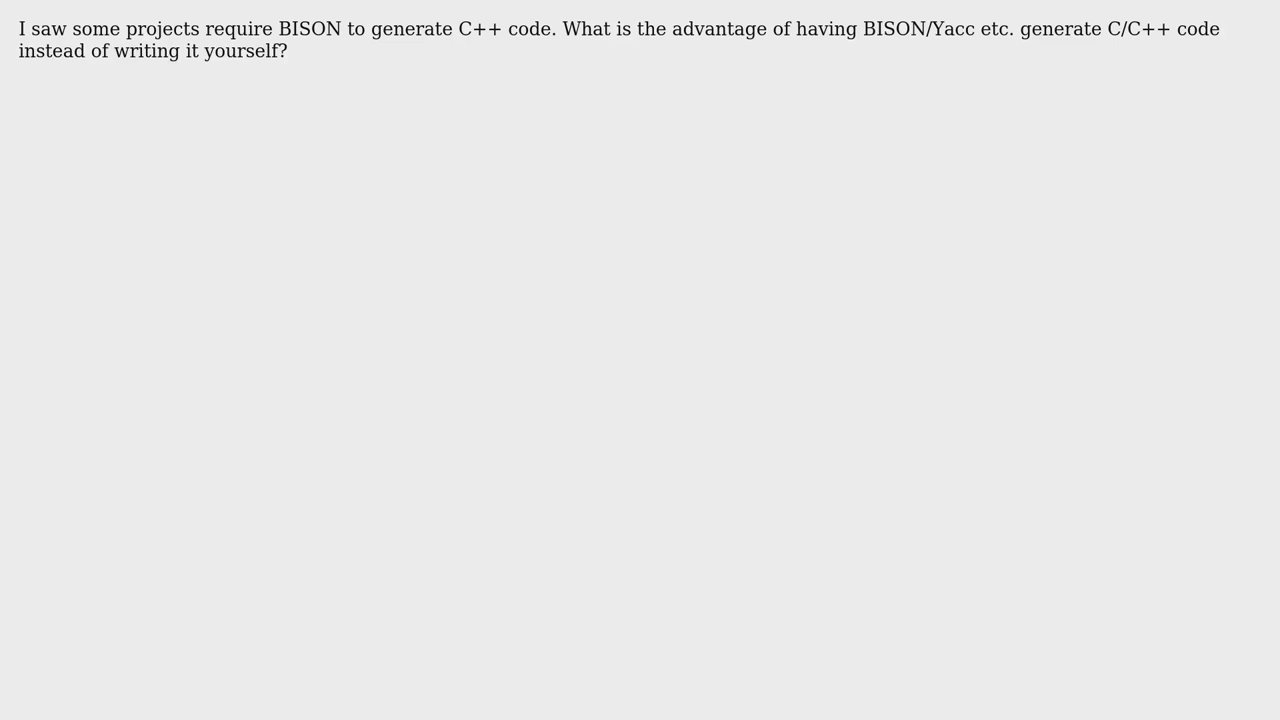 I saw some projects require BISON to generate C++ code. What is the advantage of having BISON/Yacc etc. generate C/C++ code
instead of writing it yourself?